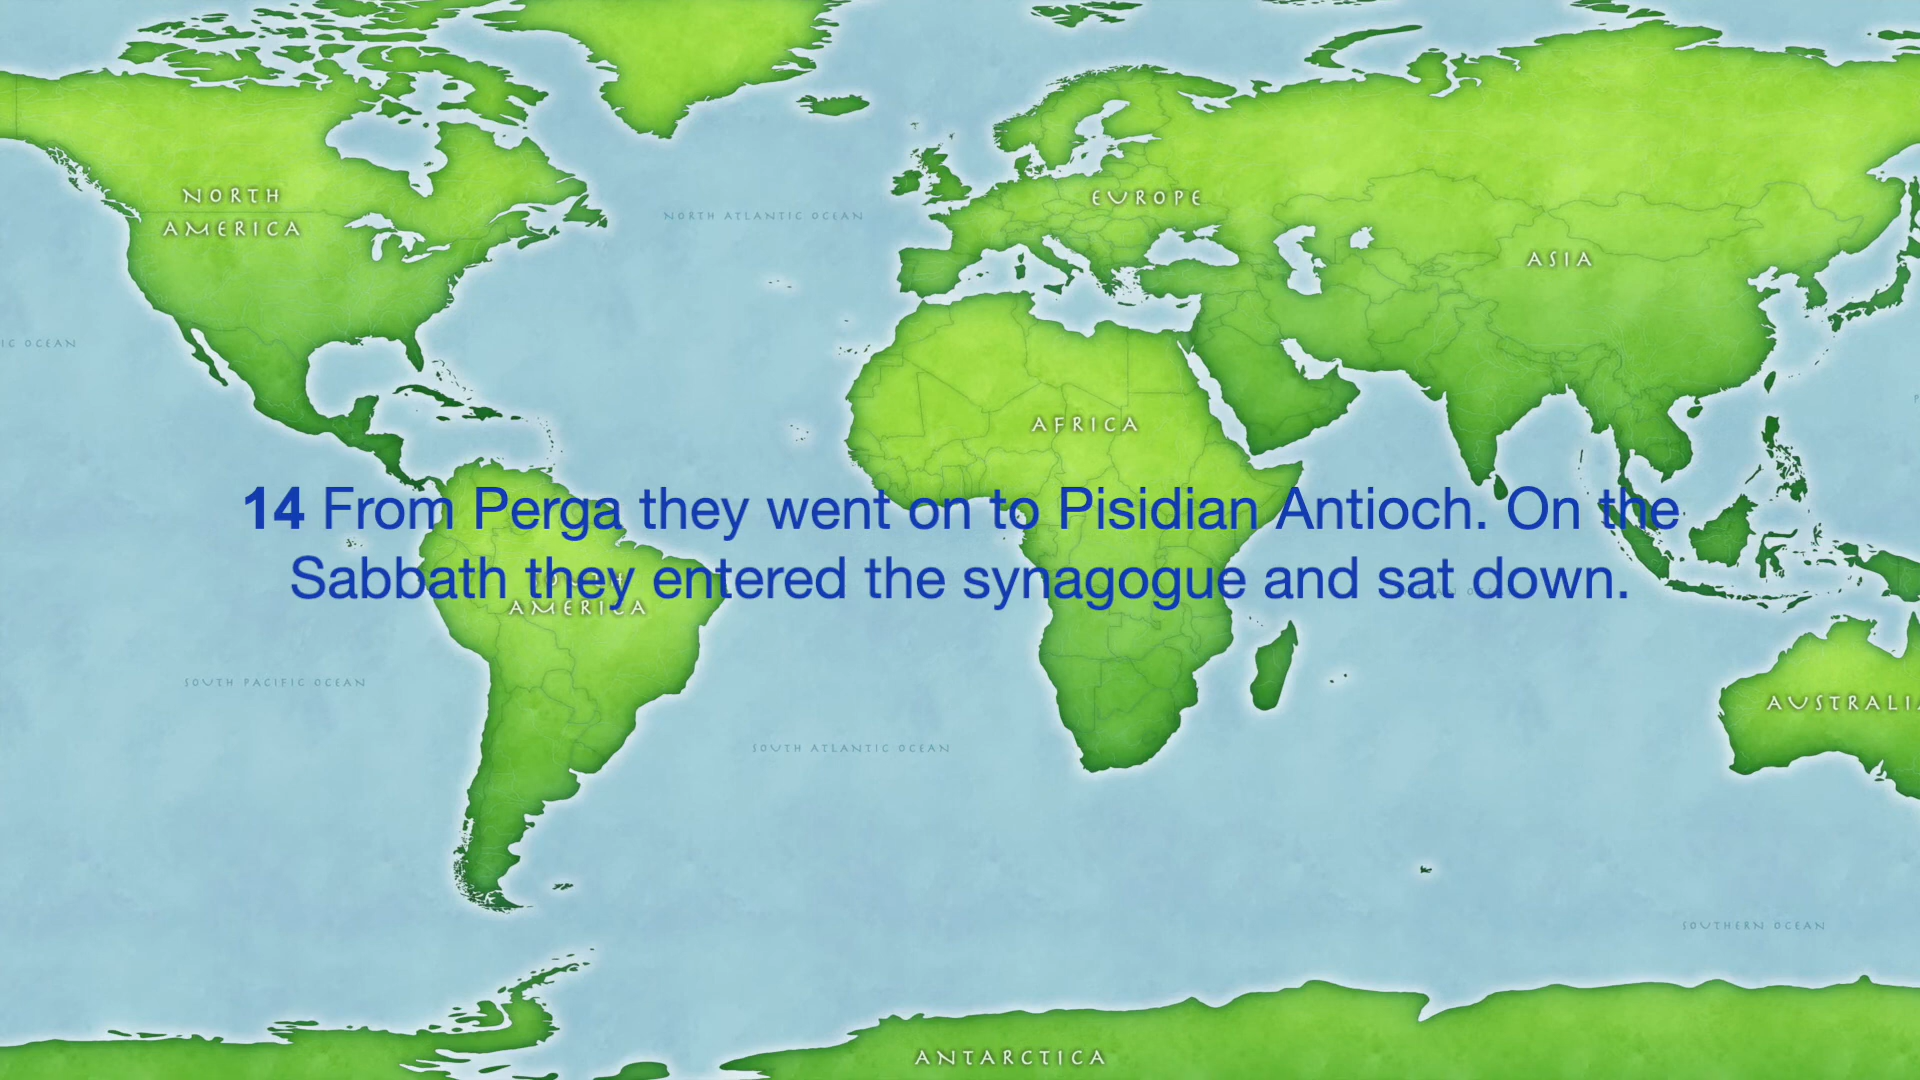 NORTH
AMERICA
NORTH ATLANTIC OCEAN
EUROPE
ASIA
IC OCEAN
AFRICA
14 From Perga they went on to Pisidian Antioch. On the
Sabbath they entered the synagogue and sat down.
SOUTH
AMERICA
SOUTH PACIFIC OCEAN
AUSTRALIA
SOUTH ATLANTIC OCEAN
SOUTHERN OCEAN
ANTARCTICA